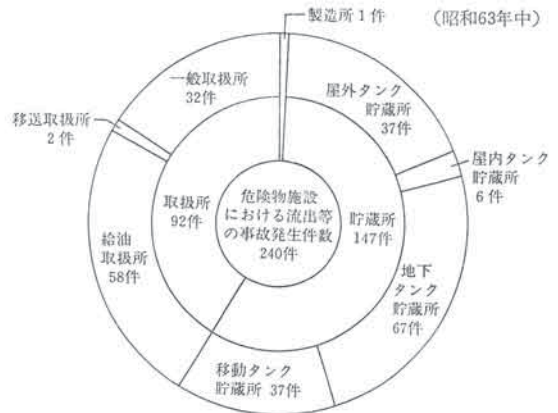 製造所1件
(昭和63年中)
一般取扱所
32件
屋外タンク
貯蔵所
37件
移送取扱所
2件
屋内タンク
貯蔵所
6件
取扱所
92件
危険物施設
における流出等
の事故発生件数
240件
貯蔵所
147件
給油
取扱所
58件
地下
タンク
貯蔵所
67件
移動タンク
貯蔵所 37件